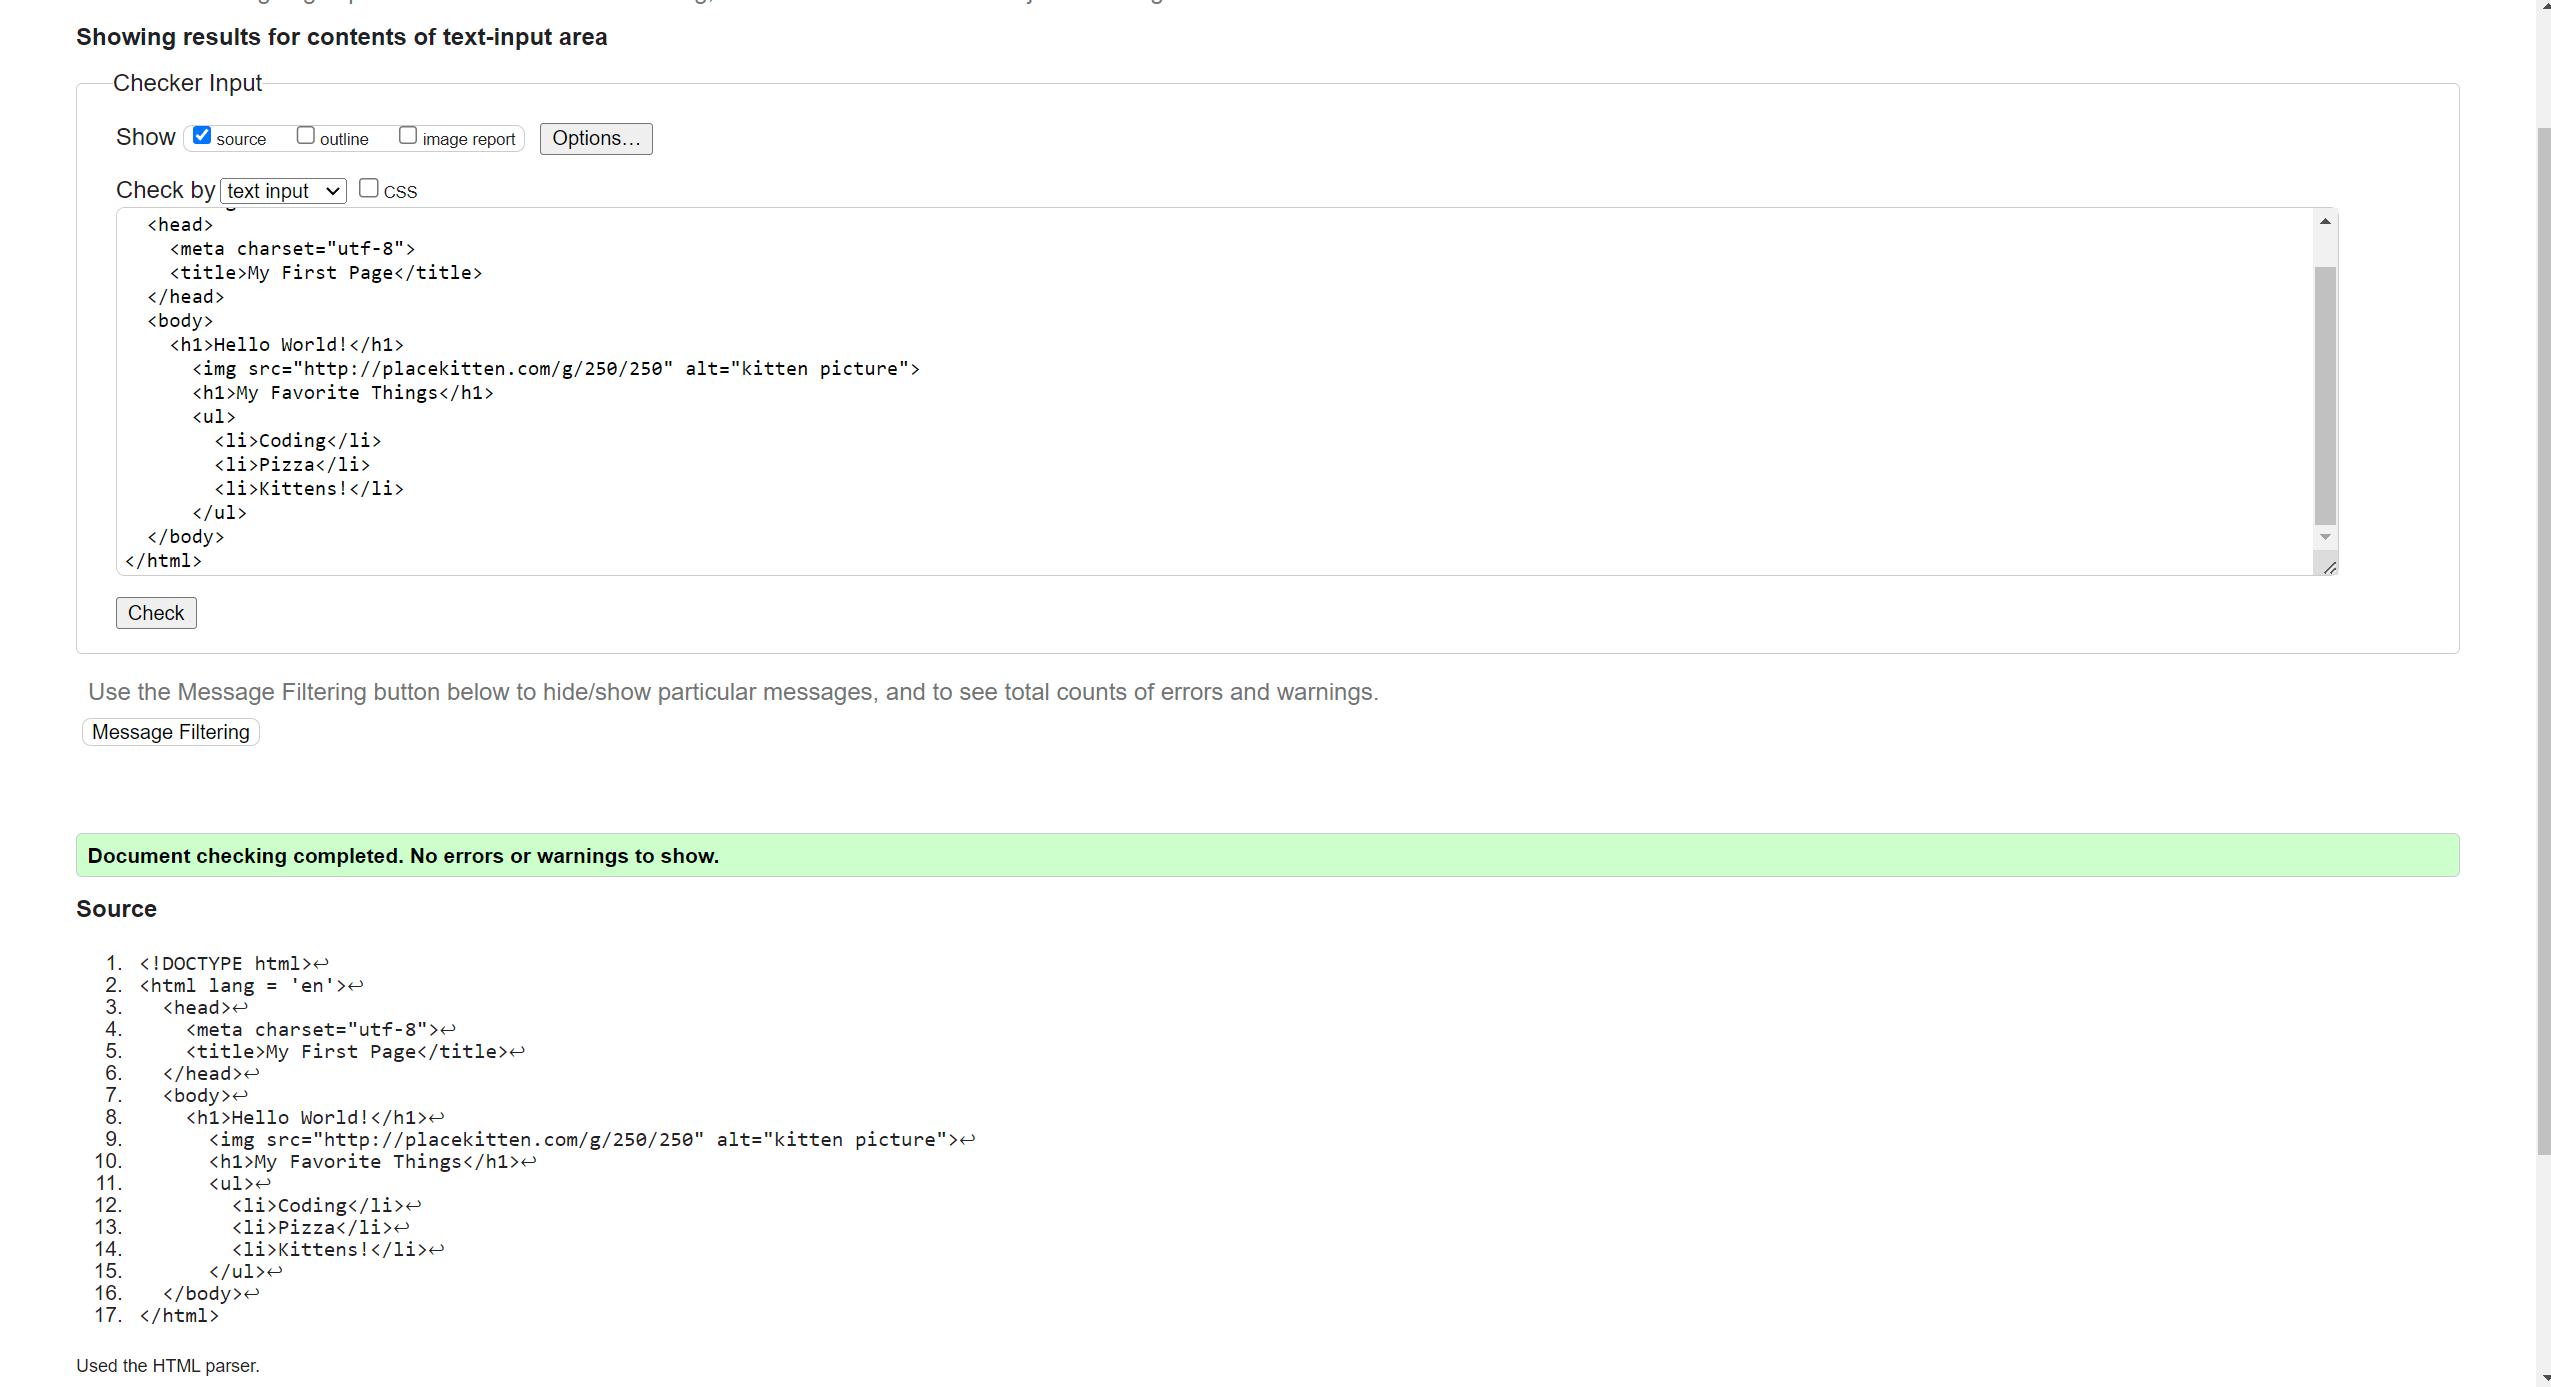 Showing results for contents of text-input area
Checker Input
Show source outline image report Options...
Check by text input CSS
  <head>
    <meta charset="utf-8">
    <title>My First Page</title>
  </head>
  <body>
    <h1>Hello World!</h1>
      <img src="http://placekitten.com/g/250/250" alt="kitten picture">
      <h1>My Favorite Things</h1>
      <ul>
        <li>Coding</li>
        <li>Pizza</li>
        <li>Kittens!</li>
      </ul>
  </body>
</html>
Check
Use the Message Filtering button below to hide/show particular messages, and to see total counts of errors and warnings.
Message Filtering
Document checking completed. No errors or warnings to show.
Source
1. <!DOCTYPE html>↩
2. <html lang = 'en'>↩
3.   <head>↩
4.     <meta charset="utf-8">↩
5.     <title>My First Page</title>↩
6.   </head>↩
7.   <body>↩
8.     <h1>Hello World!</h1>↩
9.       <img src="http://placekitten.com/g/250/250" alt="kitten picture">↩
10.       <h1>My Favorite Things</h1>↩
11.       <ul>↩
12.         <li>Coding</li>↩
13.         <li>Pizza</li>↩
14.         <li>Kittens!</li>↩
15.       </ul>↩
16.   </body>↩
17. </html>
Used the HTML parser.